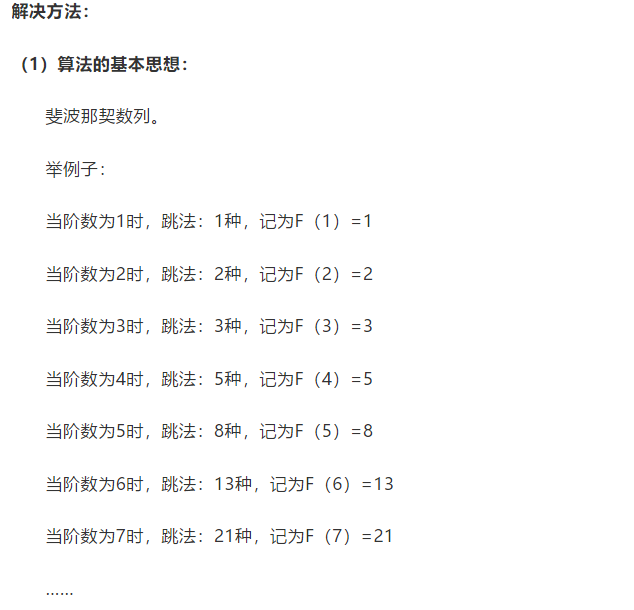 解决方法：
（1）算法的基本思想：
斐波那契数列。
举例子：
当阶数为1时，跳法：1种，记为F（1）=1
当阶数为2时，跳法：2种，记为F（2）=2
当阶数为3时，跳法：3种，记为F（3）=3
当阶数为4时，跳法：5种，记为F（4）=5
当阶数为5时，跳法：8种，记为F（5）=8
当阶数为6时，跳法：13种，记为F（6）=13
当阶数为7时，跳法：21种，记为F（7）=21
……